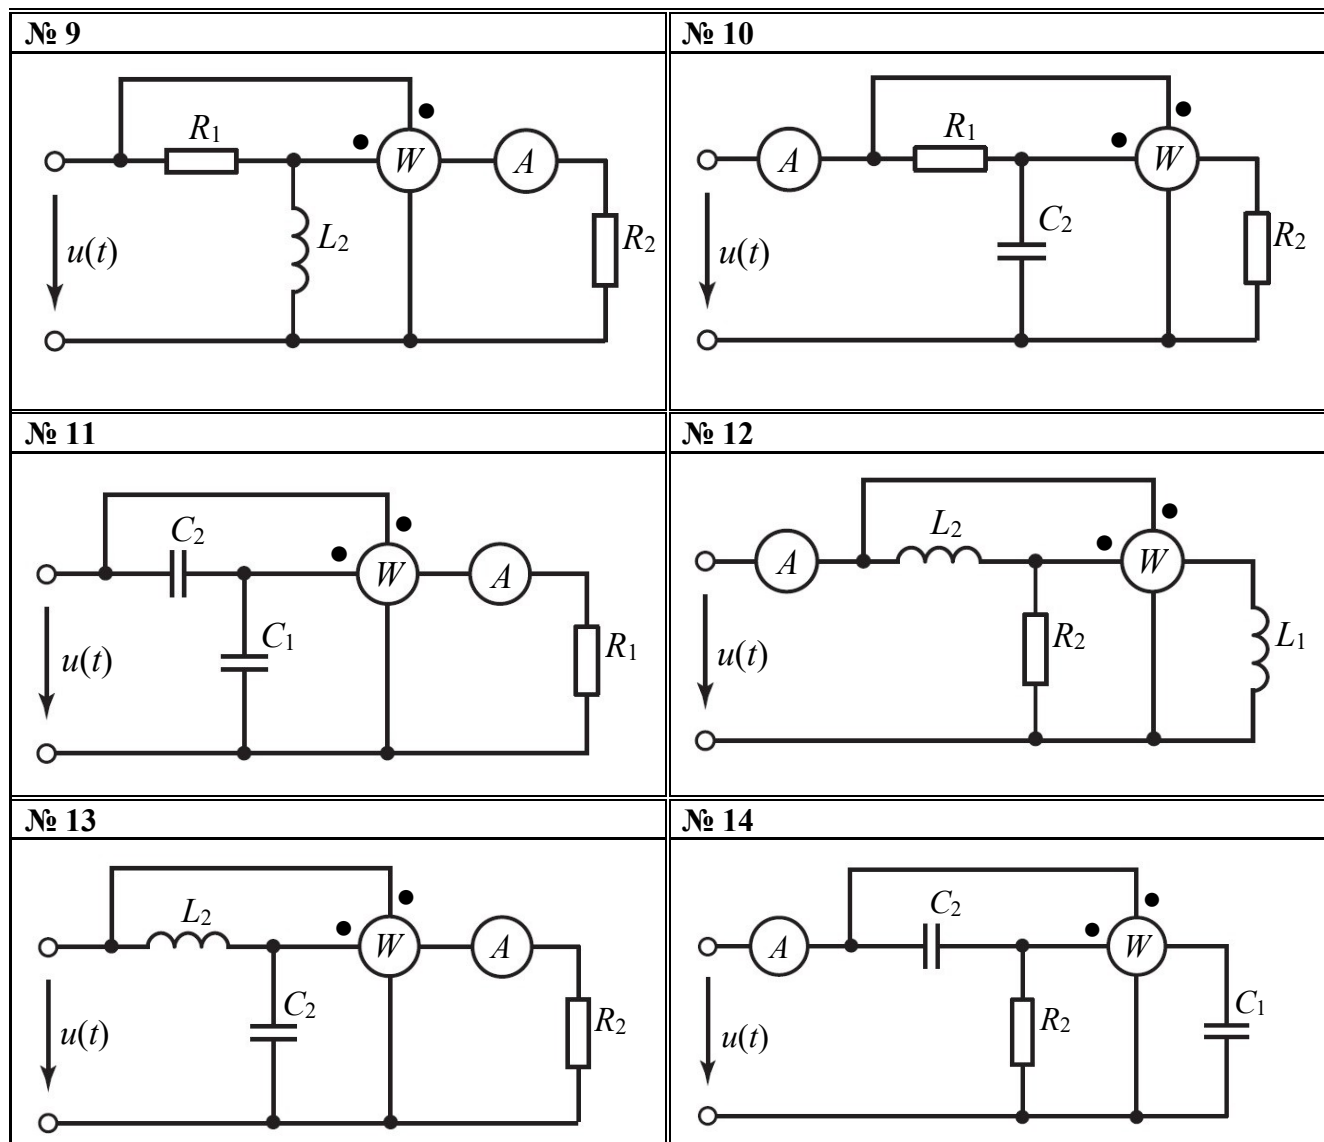 № 9
R1
W
A
L2
R2
u(t)
№ 10
A
R1
W
C2
R2
u(t)
№ 11
C2
W
A
C1
R1
u(t)
№ 12
A
L2
W
R2
L1
u(t)
№ 13
L2
W
A
C2
R2
u(t)
№ 14
A
C2
W
C1
R2
u(t)